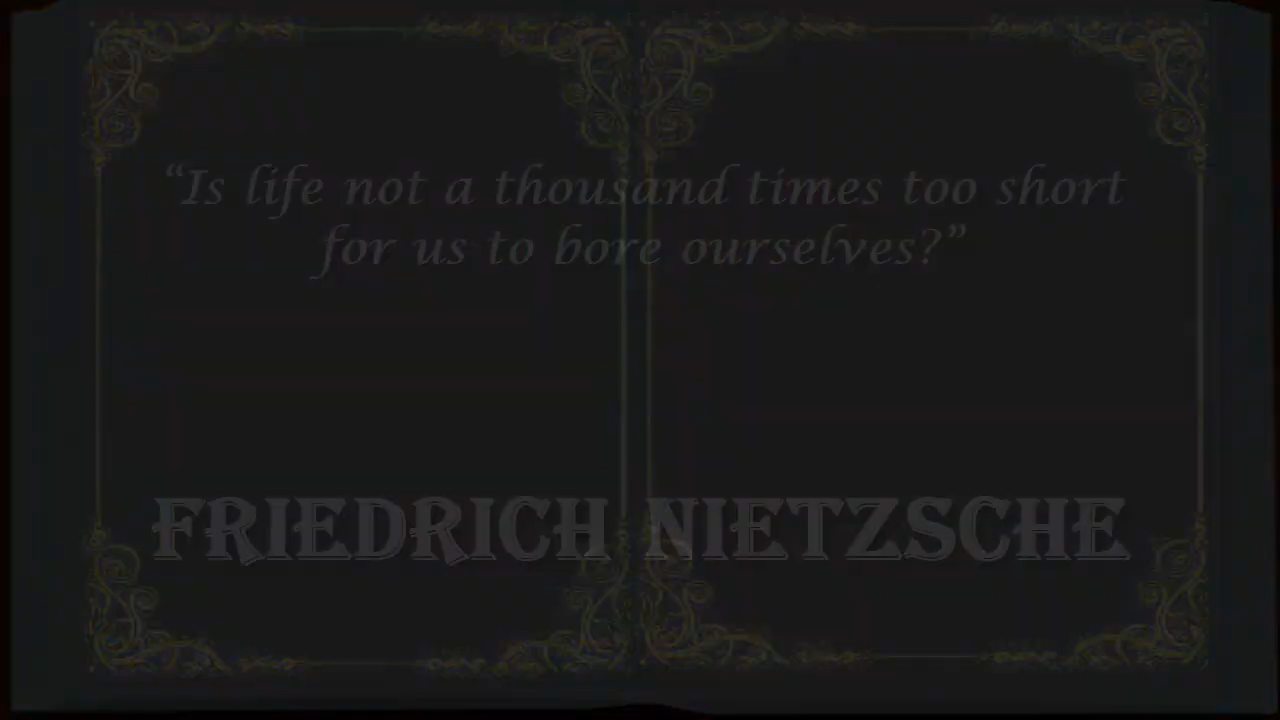 “Is life not a thousand times too short
for us to bore ourselves?”
FRIEDRICH NIETZSCHE